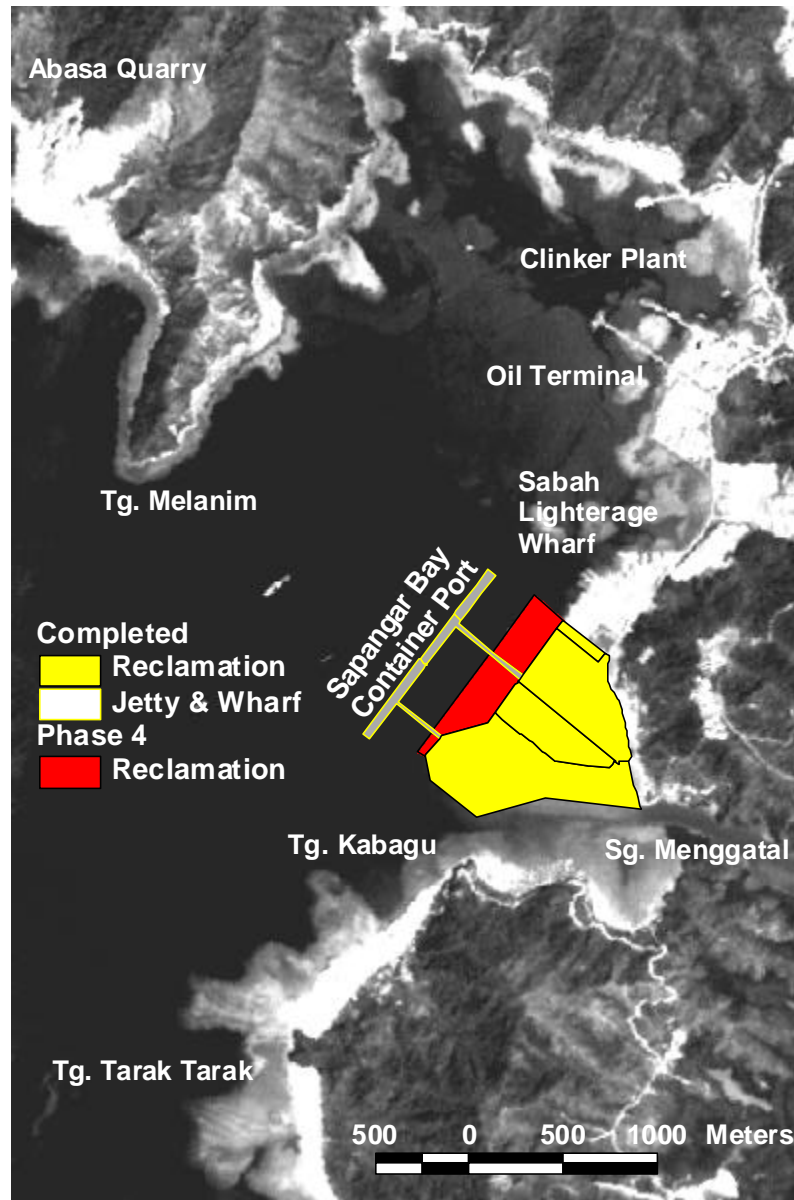 Abasa Quarry
Clinker Plant
Oil Terminal
Tg. Melanim
Sabah
Lighterage
Wharf
Sapangar Bay
Container Port
Completed
Reclamation
Jetty & Wharf
Phase 4
Reclamation
Tg. Kabagu
Sg. Menggatal
Tg. Tarak Tarak
500 0 500 1000 Meters